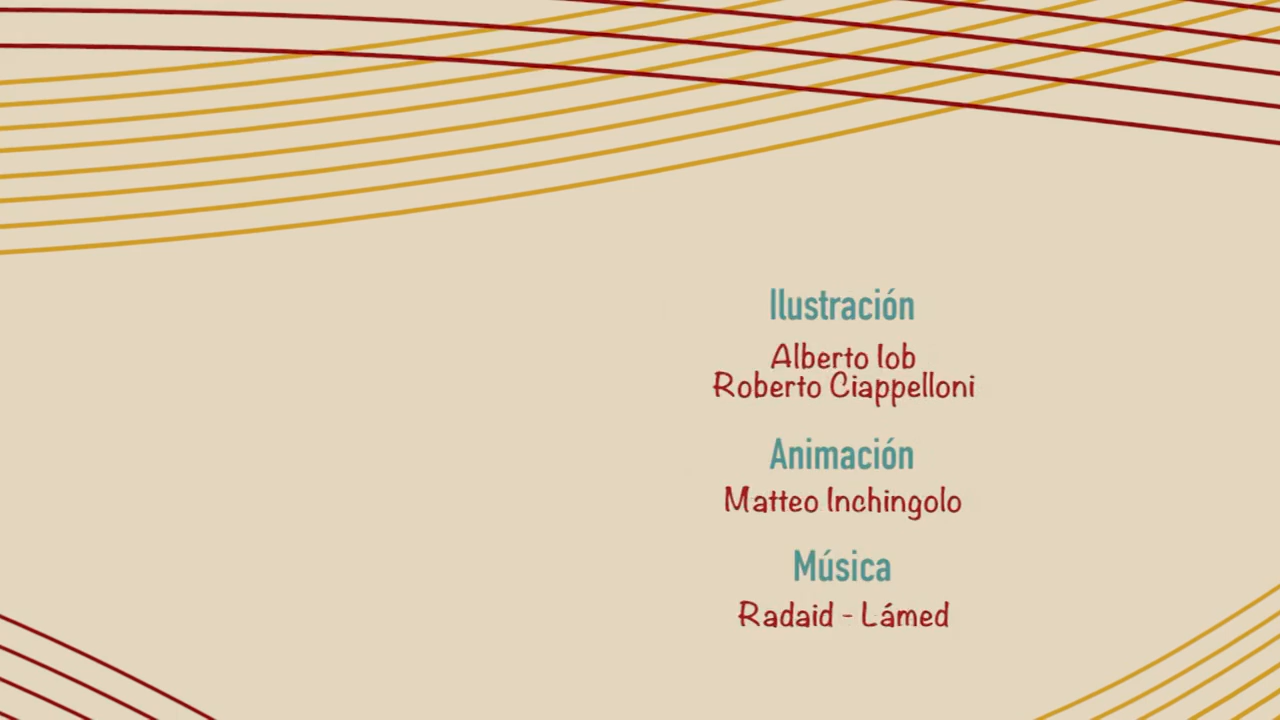 Ilustración
Alberto Iob
Roberto Ciappelloni
Animación
Matteo Inchingolo
Música
Radaid - Lámed